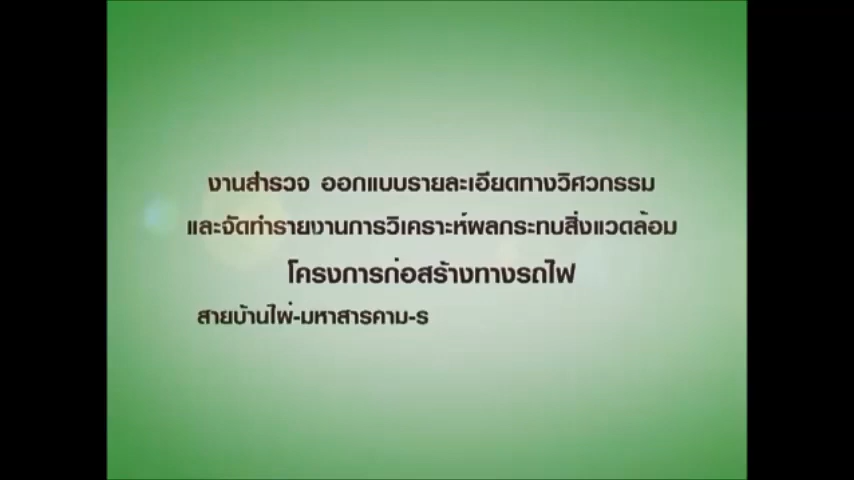 งานสำรวจ ออกแบบรายละเอียดทางวิศวกรรม
และจัดทำรายงานการวิเคราะห์ผลกระทบสิ่งแวดล้อม
โครงการก่อสร้างทางรถไฟ
สายบ้านไผ่-มหาสารคาม-ร